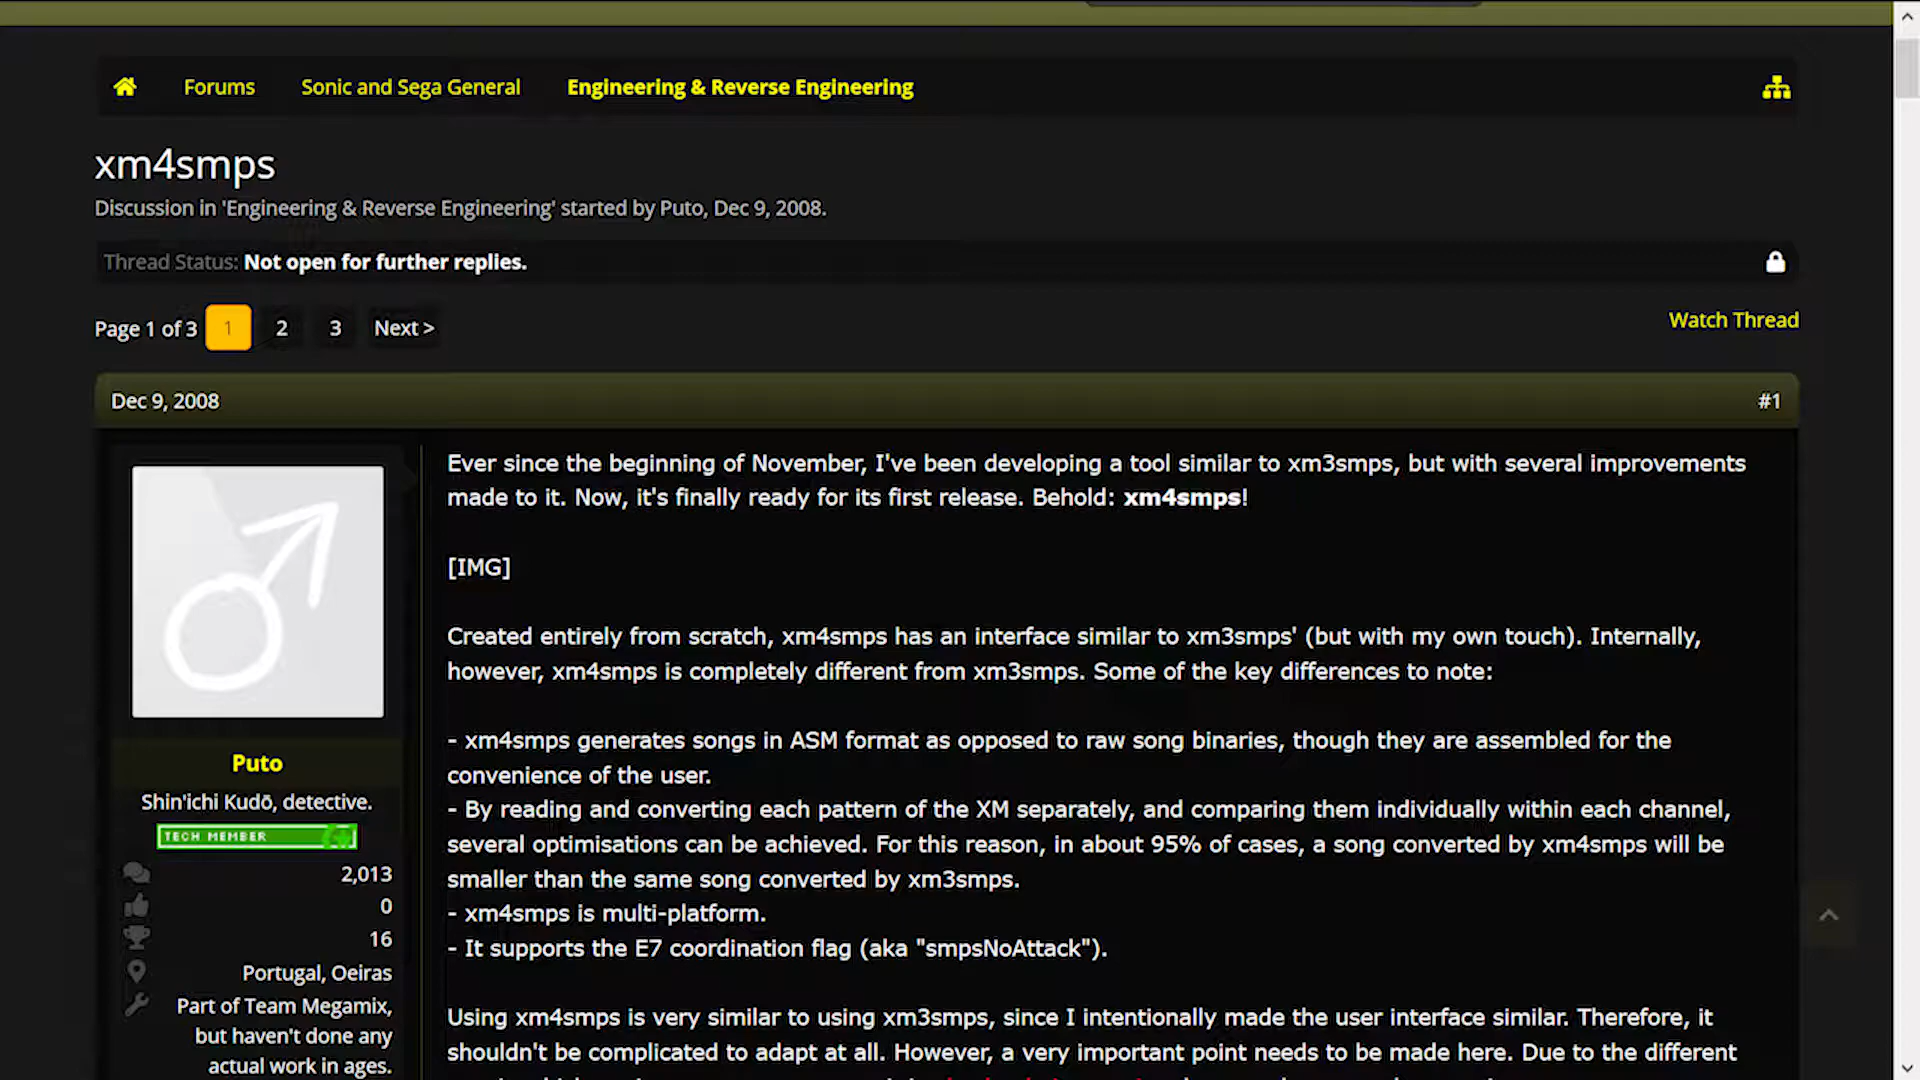 Forums
Sonic and Sega General
Engineering & Reverse Engineering
xm4smps
Discussion in 'Engineering & Reverse Engineering' started by Puto, Dec 9, 2008.
Thread Status: Not open for further replies.
Page 1 of 3 1 2 3 Next >
Watch Thread
Dec 9, 2008
#1
Puto
Shin'ichi Kudō, detective.
TECH MEMBER
2,013
0
16
Portugal, Oeiras
Part of Team Megamix,
but haven't done any
actual work in ages.
Ever since the beginning of November, I've been developing a tool similar to xm3smps, but with several improvements
made to it. Now, it's finally ready for its first release. Behold: xm4smps!
[IMG]
Created entirely from scratch, xm4smps has an interface similar to xm3smps' (but with my own touch). Internally,
however, xm4smps is completely different from xm3smps. Some of the key differences to note:
- xm4smps generates songs in ASM format as opposed to raw song binaries, though they are assembled for the
convenience of the user.
- By reading and converting each pattern of the XM separately, and comparing them individually within each channel,
several optimisations can be achieved. For this reason, in about 95% of cases, a song converted by xm4smps will be
smaller than the same song converted by xm3smps.
- xm4smps is multi-platform.
- It supports the E7 coordination flag (aka "smpsNoAttack").
Using xm4smps is very similar to using xm3smps, since I intentionally made the user interface similar. Therefore, it
shouldn't be complicated to adapt at all. However, a very important point needs to be made here. Due to the different